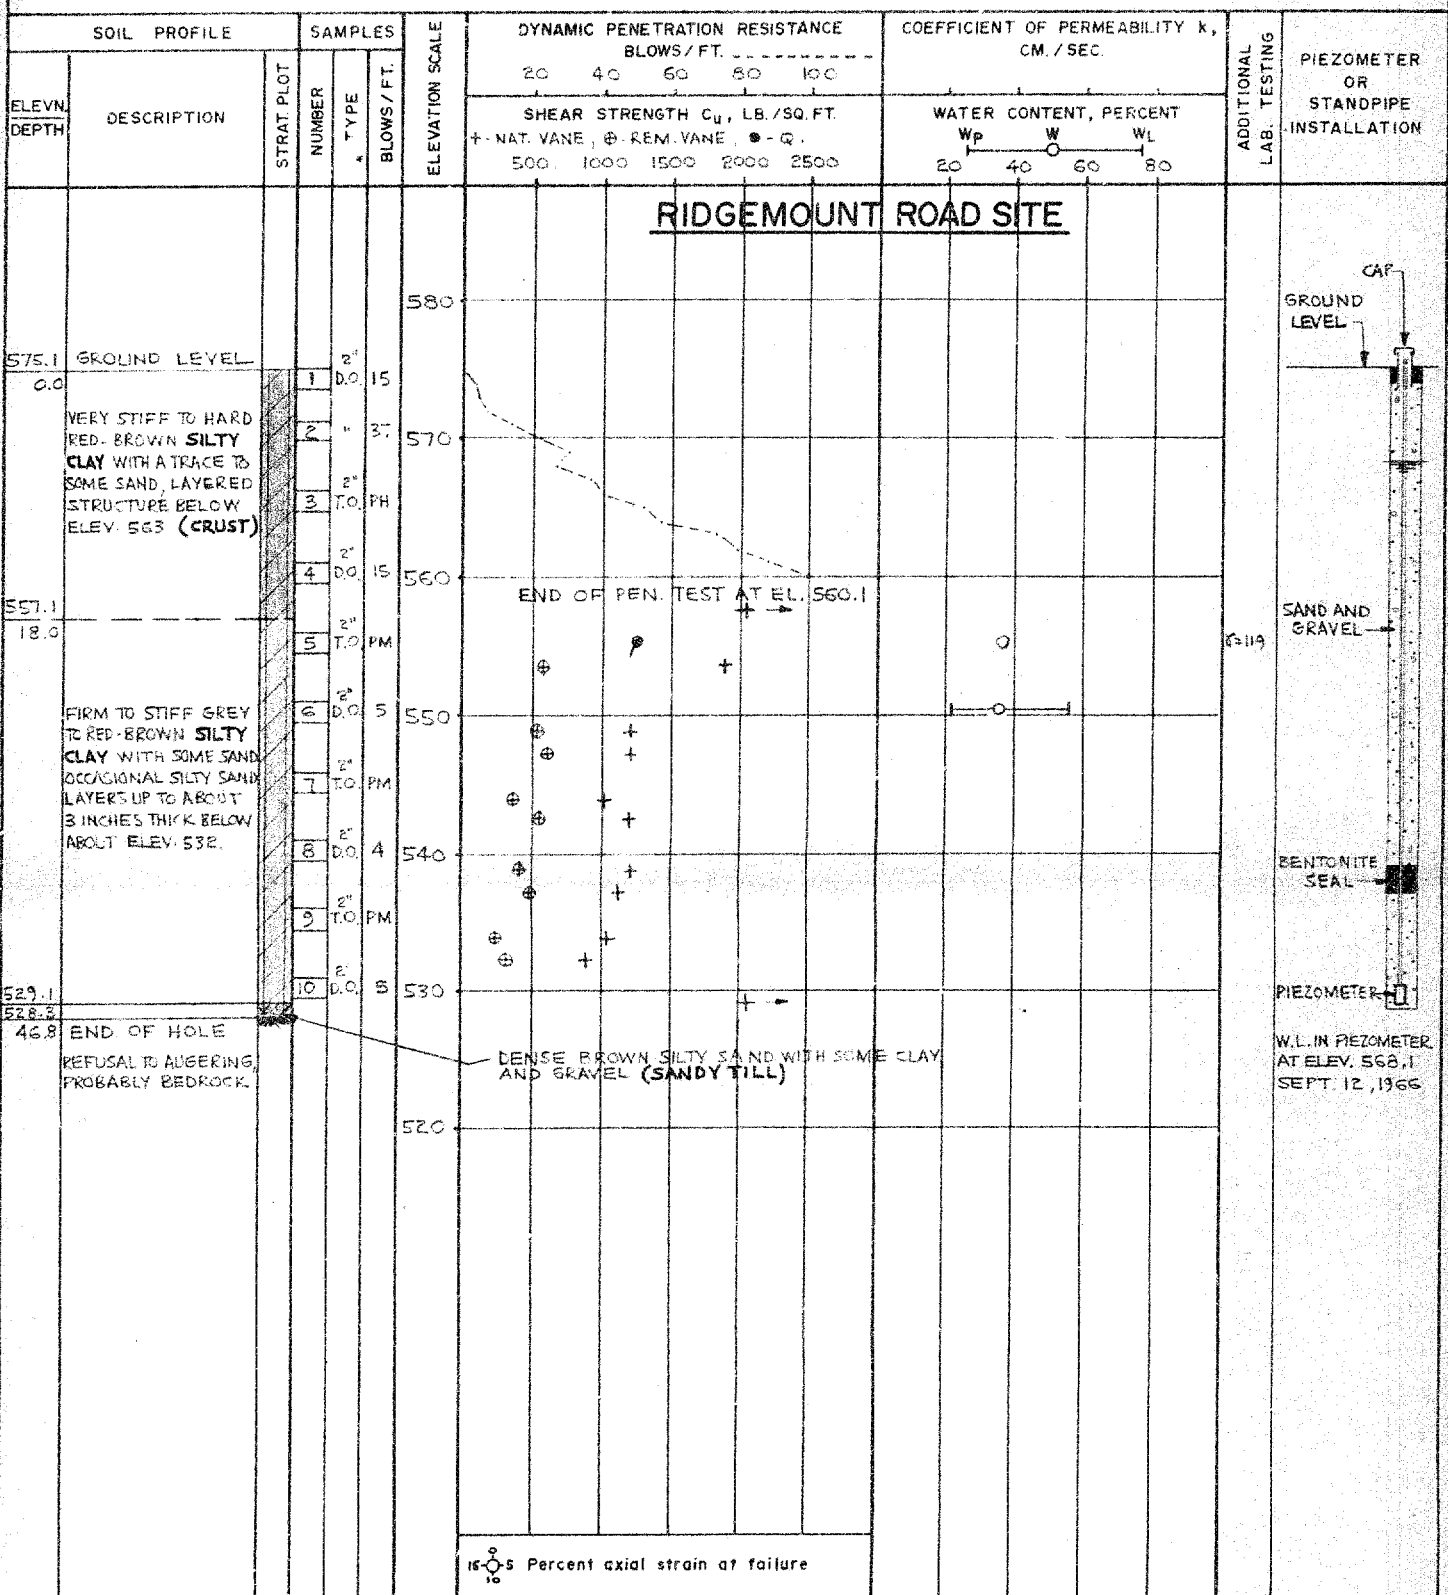 SOIL PROFILE
SAMPLES
ELEVN.
DEPTH
DESCRIPTION
STRAT. PLOT
NUMBER
* TYPE
BLOWS/FT.
ELEVATION SCALE
DYNAMIC PENETRATION RESISTANCE
BLOWS/FT. ----------
20 40 60 80 100
SHEAR STRENGTH Cu, LB./SQ.FT.
+-NAT. VANE, ⊕-REM. VANE, ●-Q.
500 1000 1500 2000 2500
COEFFICIENT OF PERMEABILITY k,
CM./SEC.
WATER CONTENT, PERCENT
Wp W WL
20 40 60 80
ADDITIONAL
LAB. TESTING
PIEZOMETER
OR
STANDPIPE
INSTALLATION
RIDGEMOUNT ROAD SITE
580
570
560
550
540
530
520
575.1
0.0
GROUND LEVEL
VERY STIFF TO HARD
RED-BROWN SILTY
CLAY WITH A TRACE TO
SOME SAND, LAYERED
STRUCTURE BELOW
ELEV. 563 (CRUST)
557.1
18.0
FIRM TO STIFF GREY
TO RED-BROWN SILTY
CLAY WITH SOME SAND
OCCASIONAL SILTY SAND
LAYERS UP TO ABOUT
3 INCHES THICK BELOW
ABOUT ELEV. 532.
529.1
528.3
46.8
END OF HOLE
REFUSAL TO AUGERING,
PROBABLY BEDROCK.
1 2" D.O. 15
2 "
3 2" T.O. PH
4 2" D.O. 15
5 2" T.O. PM
6 2" D.O. 5
7 2" T.O. PM
8 2" D.O. 4
9 2" T.O. PM
10 2" D.O.
END OF PEN. TEST AT EL. 560.1
DENSE BROWN SILTY SAND WITH SOME CLAY
AND GRAVEL (SANDY TILL)
γ=119
CAP
GROUND
LEVEL
SAND AND
GRAVEL
BENTONITE
SEAL
PIEZOMETER
W.L. IN PIEZOMETER
AT ELEV. 568.1
SEPT. 12, 1966
0
15 5 Percent axial strain at failure
10